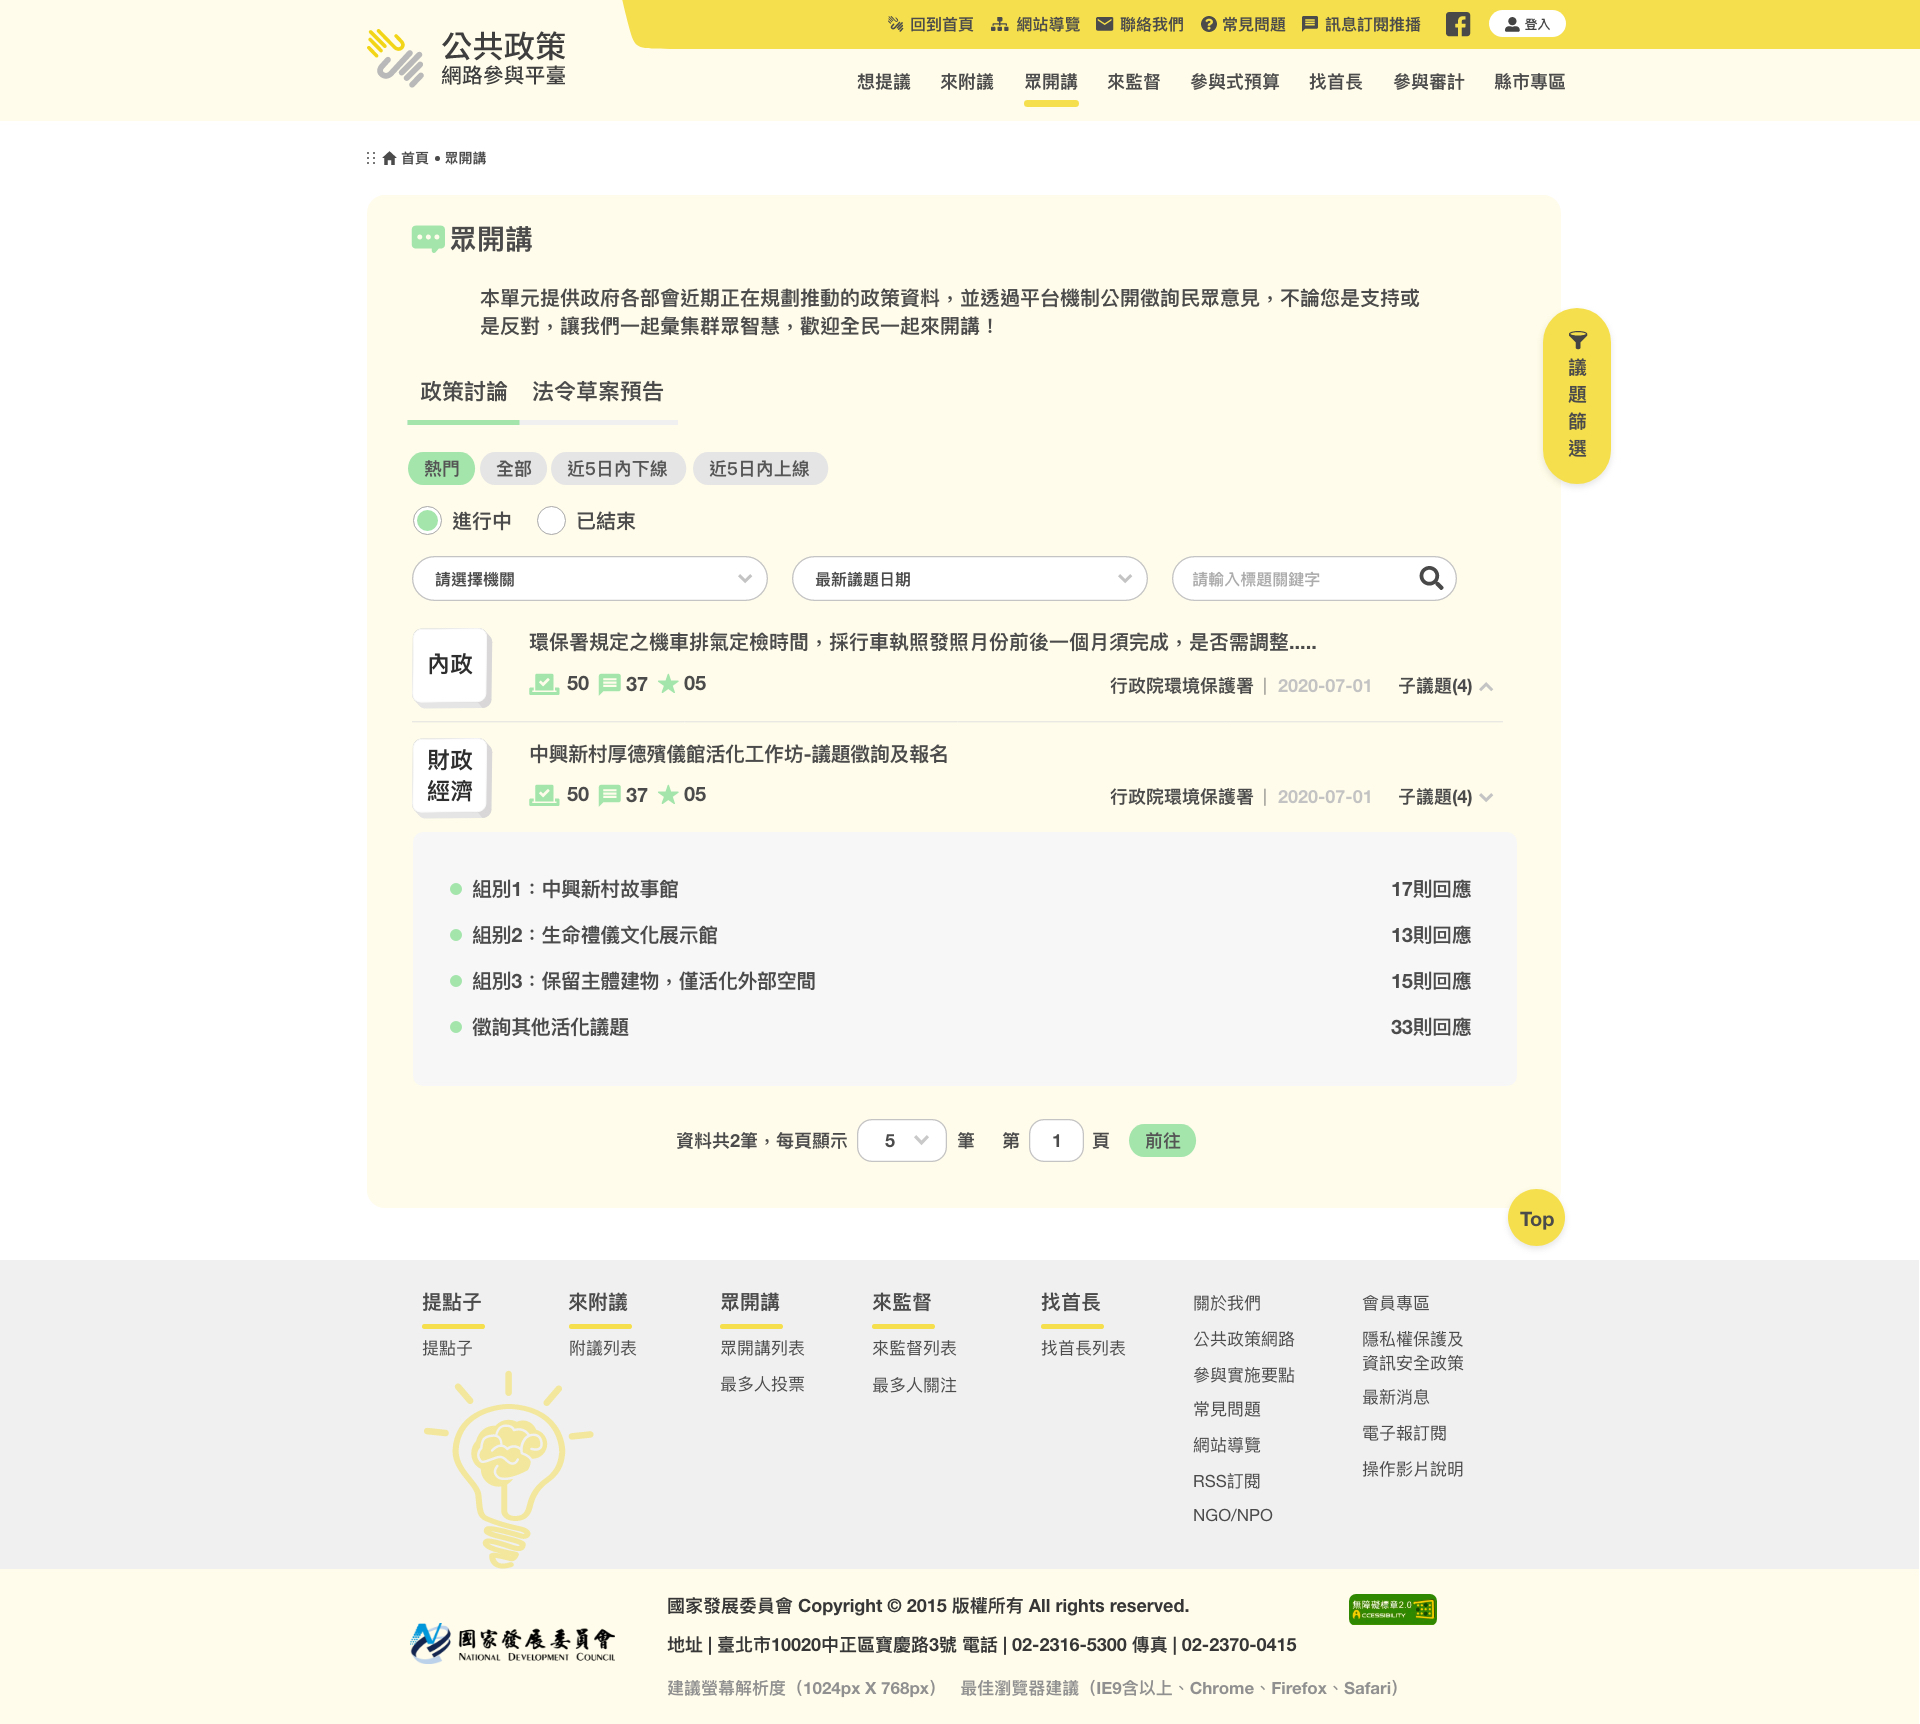 公共政策
網路參與平臺
回到首頁 網站導覽 聯絡我們 常見問題 訊息訂閱推播 登入
想提議 來附議 眾開講 來監督 參與式預算 找首長 參與審計 縣市專區
首頁 • 眾開講
眾開講
本單元提供政府各部會近期正在規劃推動的政策資料，並透過平台機制公開徵詢民眾意見，不論您是支持或
是反對，讓我們一起彙集群眾智慧，歡迎全民一起來開講！
議
題
篩
選
政策討論 法令草案預告
熱門 全部 近5日內下線 近5日內上線
進行中 已結束
請選擇機關 最新議題日期 請輸入標題關鍵字
內政
環保署規定之機車排氣定檢時間，採行車執照發照月份前後一個月須完成，是否需調整.....
50 37 05
行政院環境保護署 | 2020-07-01 子議題(4)
財政
經濟
中興新村厚德殯儀館活化工作坊-議題徵詢及報名
50 37 05
行政院環境保護署 | 2020-07-01 子議題(4)
組別1：中興新村故事館 17則回應
組別2：生命禮儀文化展示館 13則回應
組別3：保留主體建物，僅活化外部空間 15則回應
徵詢其他活化議題 33則回應
資料共2筆，每頁顯示 5 筆 第 1 頁 前往
Top
提點子
提點子
來附議
附議列表
眾開講
眾開講列表
最多人投票
來監督
來監督列表
最多人關注
找首長
找首長列表
關於我們
公共政策網路
參與實施要點
常見問題
網站導覽
RSS訂閱
NGO/NPO
會員專區
隱私權保護及
資訊安全政策
最新消息
電子報訂閱
操作影片說明
國家發展委員會
NATIONAL DEVELOPMENT COUNCIL
國家發展委員會 Copyright © 2015 版權所有 All rights reserved.
地址 | 臺北市10020中正區寶慶路3號 電話 | 02-2316-5300 傳真 | 02-2370-0415
建議螢幕解析度（1024px X 768px） 最佳瀏覽器建議（IE9含以上、Chrome、Firefox、Safari）
無障礙標章2.0
ACCESSIBILITY